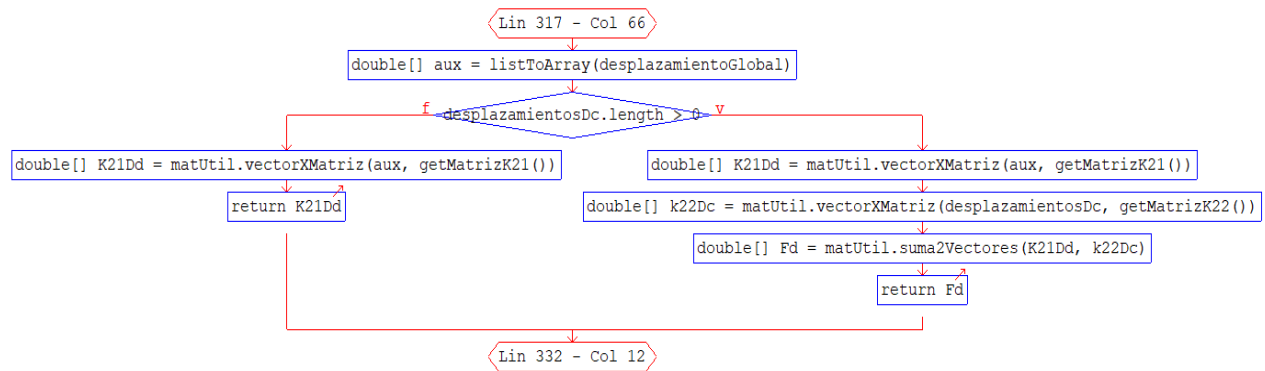 Lin 317 - Col 66
double[] aux = listToArray(desplazamientoGlobal)
f
desplazamientosDc.length > 0
v
double[] K21Dd = matUtil.vectorXMatriz(aux, getMatrizK21())
double[] K21Dd = matUtil.vectorXMatriz(aux, getMatrizK21())
return K21Dd
double[] k22Dc = matUtil.vectorXMatriz(desplazamientosDc, getMatrizK22())
double[] Fd = matUtil.suma2Vectores(K21Dd, k22Dc)
return Fd
Lin 332 - Col 12